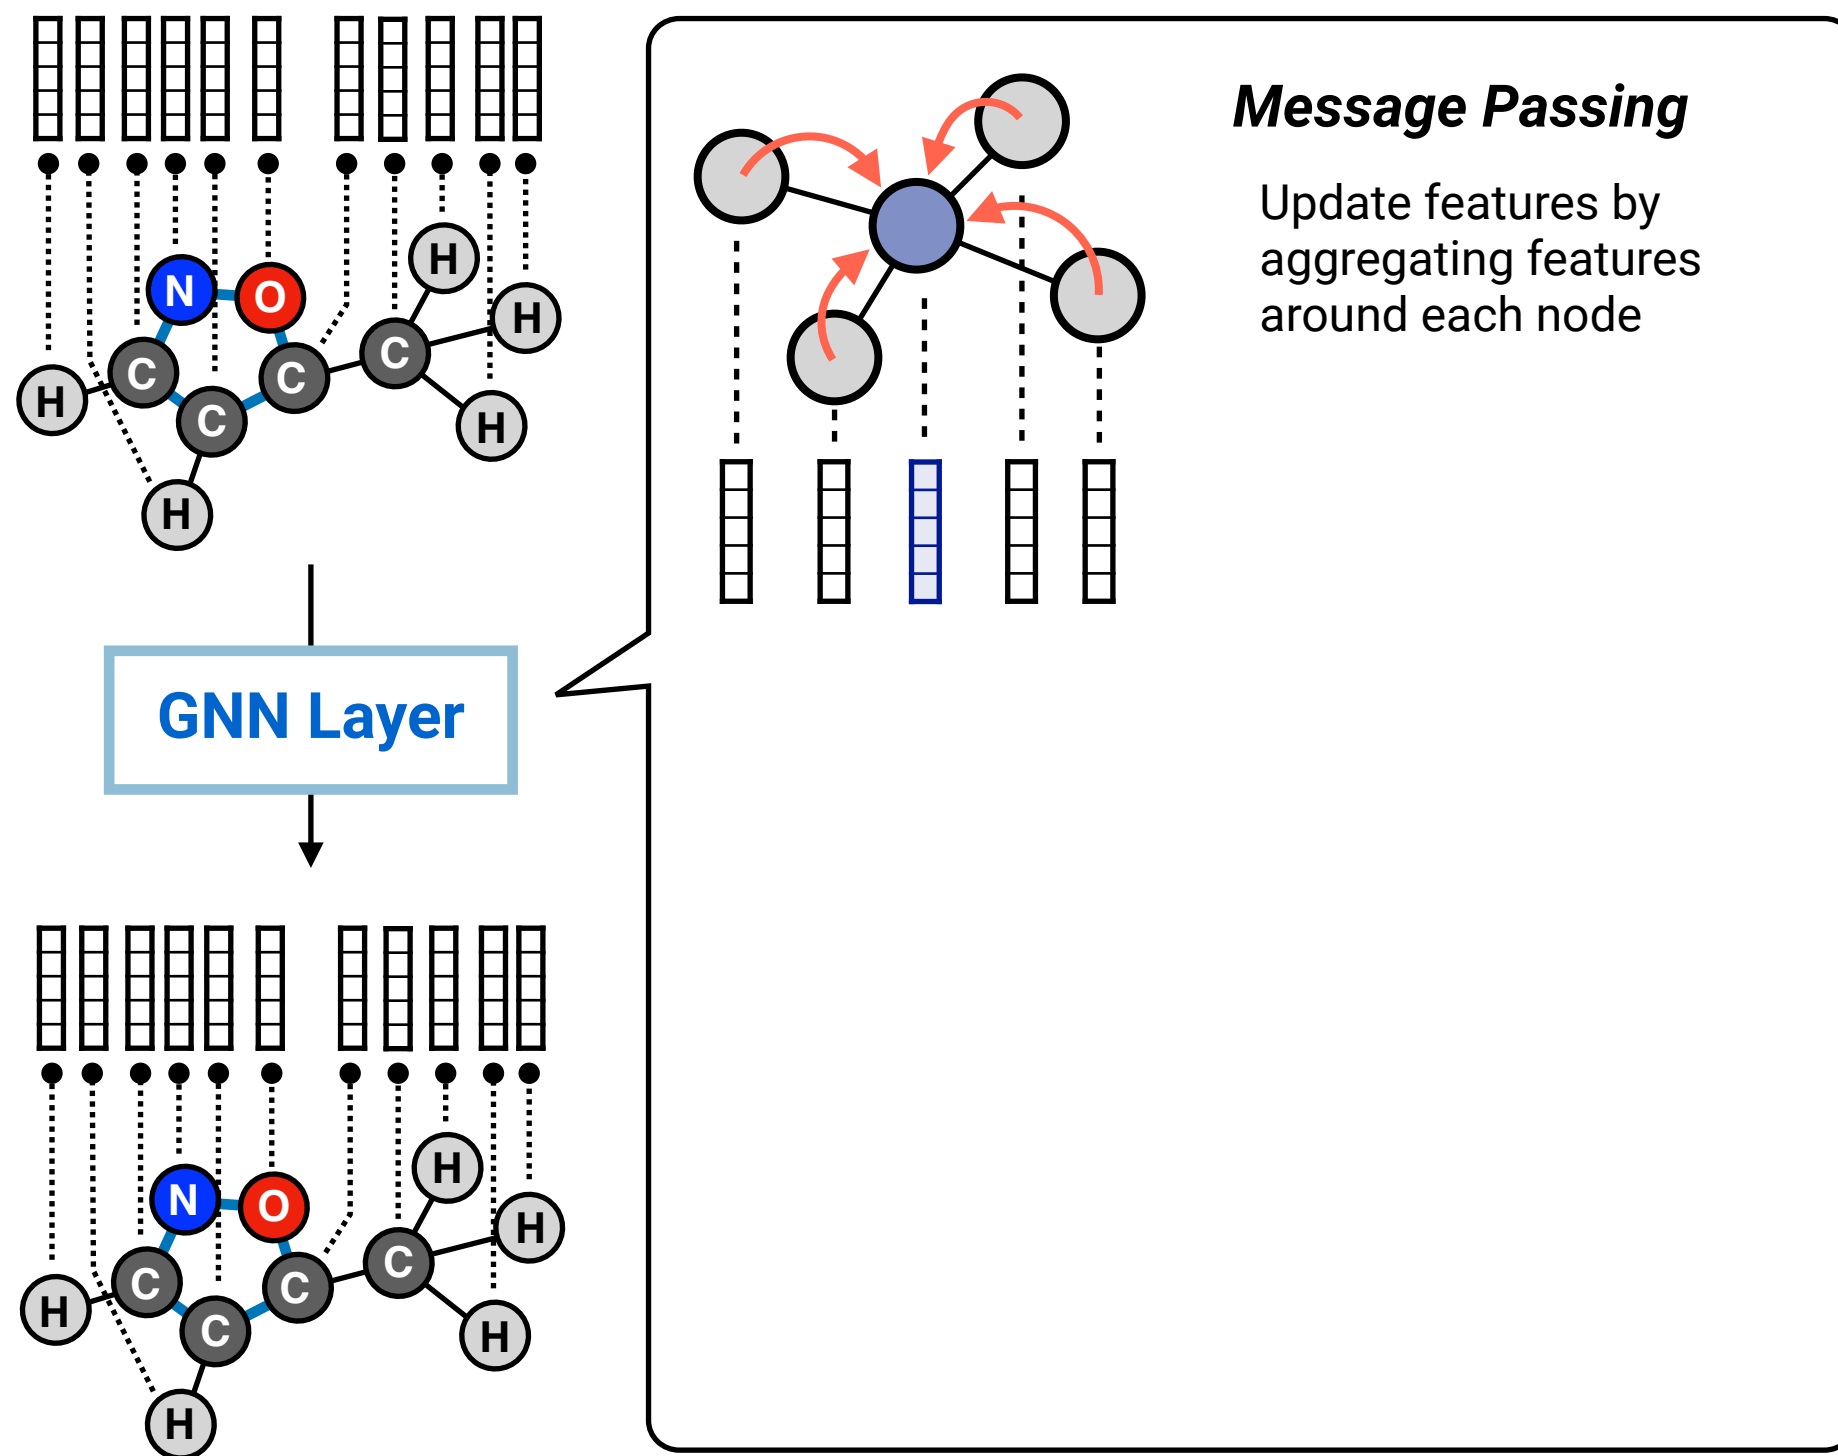 N
O
H
H
C
C
C
C
H
H
H
GNN Layer
N
O
H
H
C
C
C
C
H
H
H
Message Passing
Update features by
aggregating features
around each node